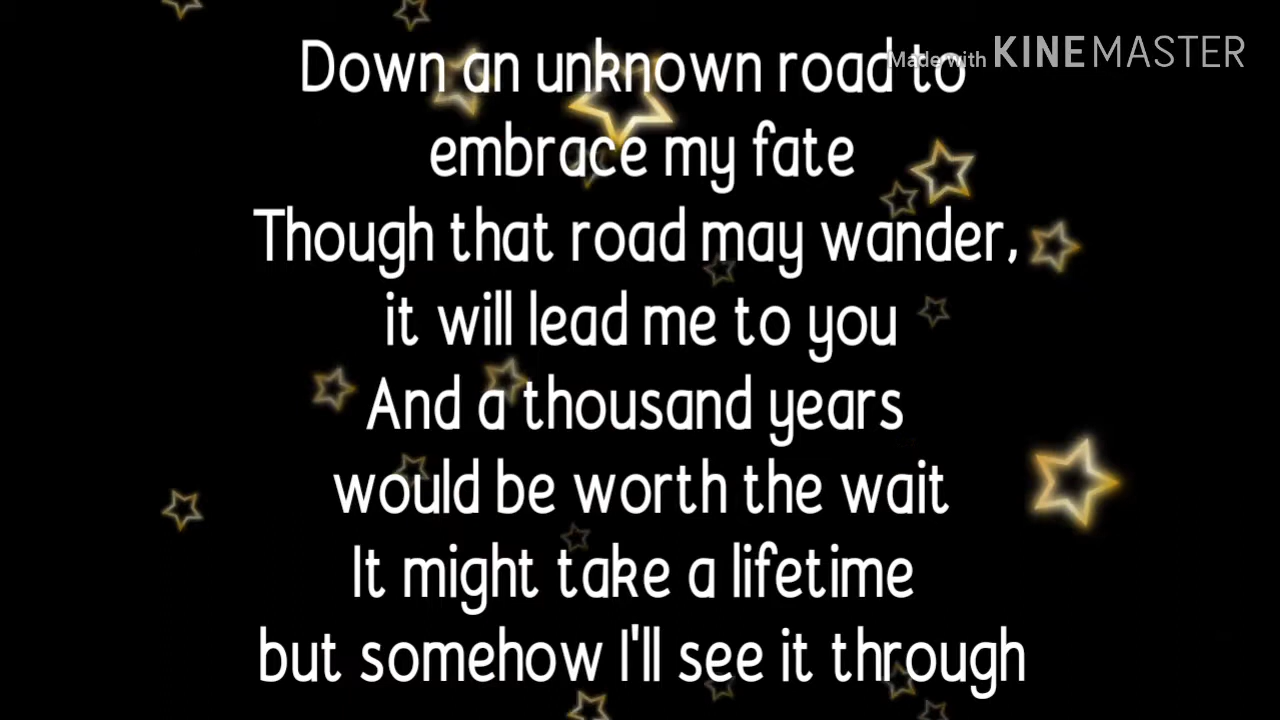 Made with KINEMASTER
Down an unknown road to
embrace my fate
Though that road may wander,
it will lead me to you
And a thousand years
would be worth the wait
It might take a lifetime
but somehow I'll see it through